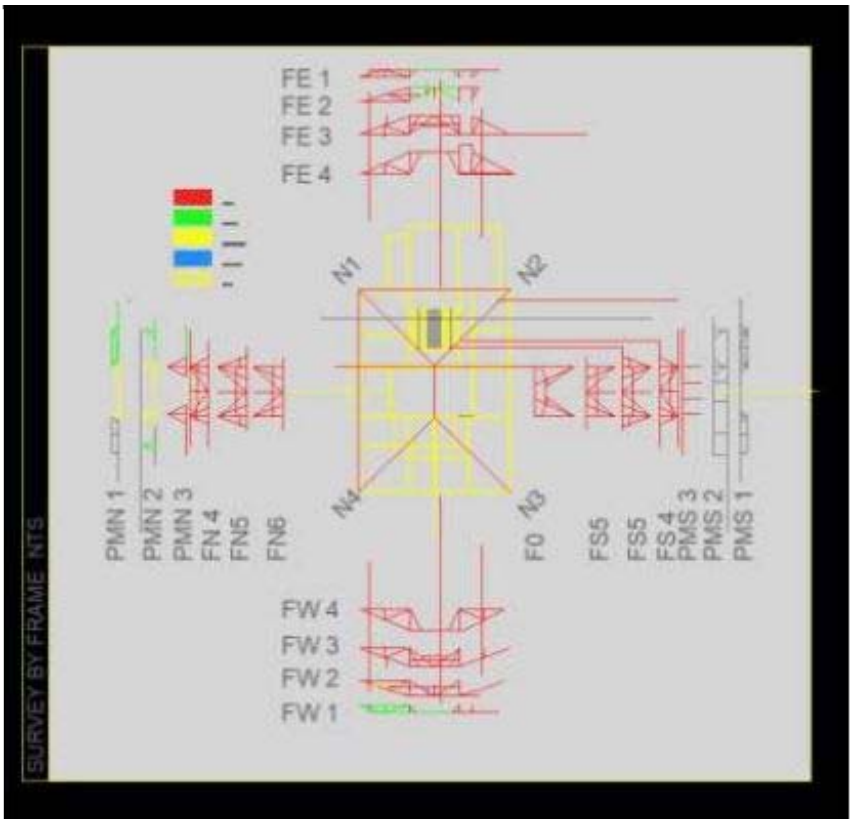 FE 1
FE 2
FE 3
FE 4
N1
N2
N4
N3
PMN 1
PMN 2
PMN 3
FN 4
FN5
FN6
F0
FS5
FS5
FS 4
PMS 3
PMS 2
PMS 1
FW 4
FW 3
FW 2
FW 1
SURVEY BY FRAME NTS